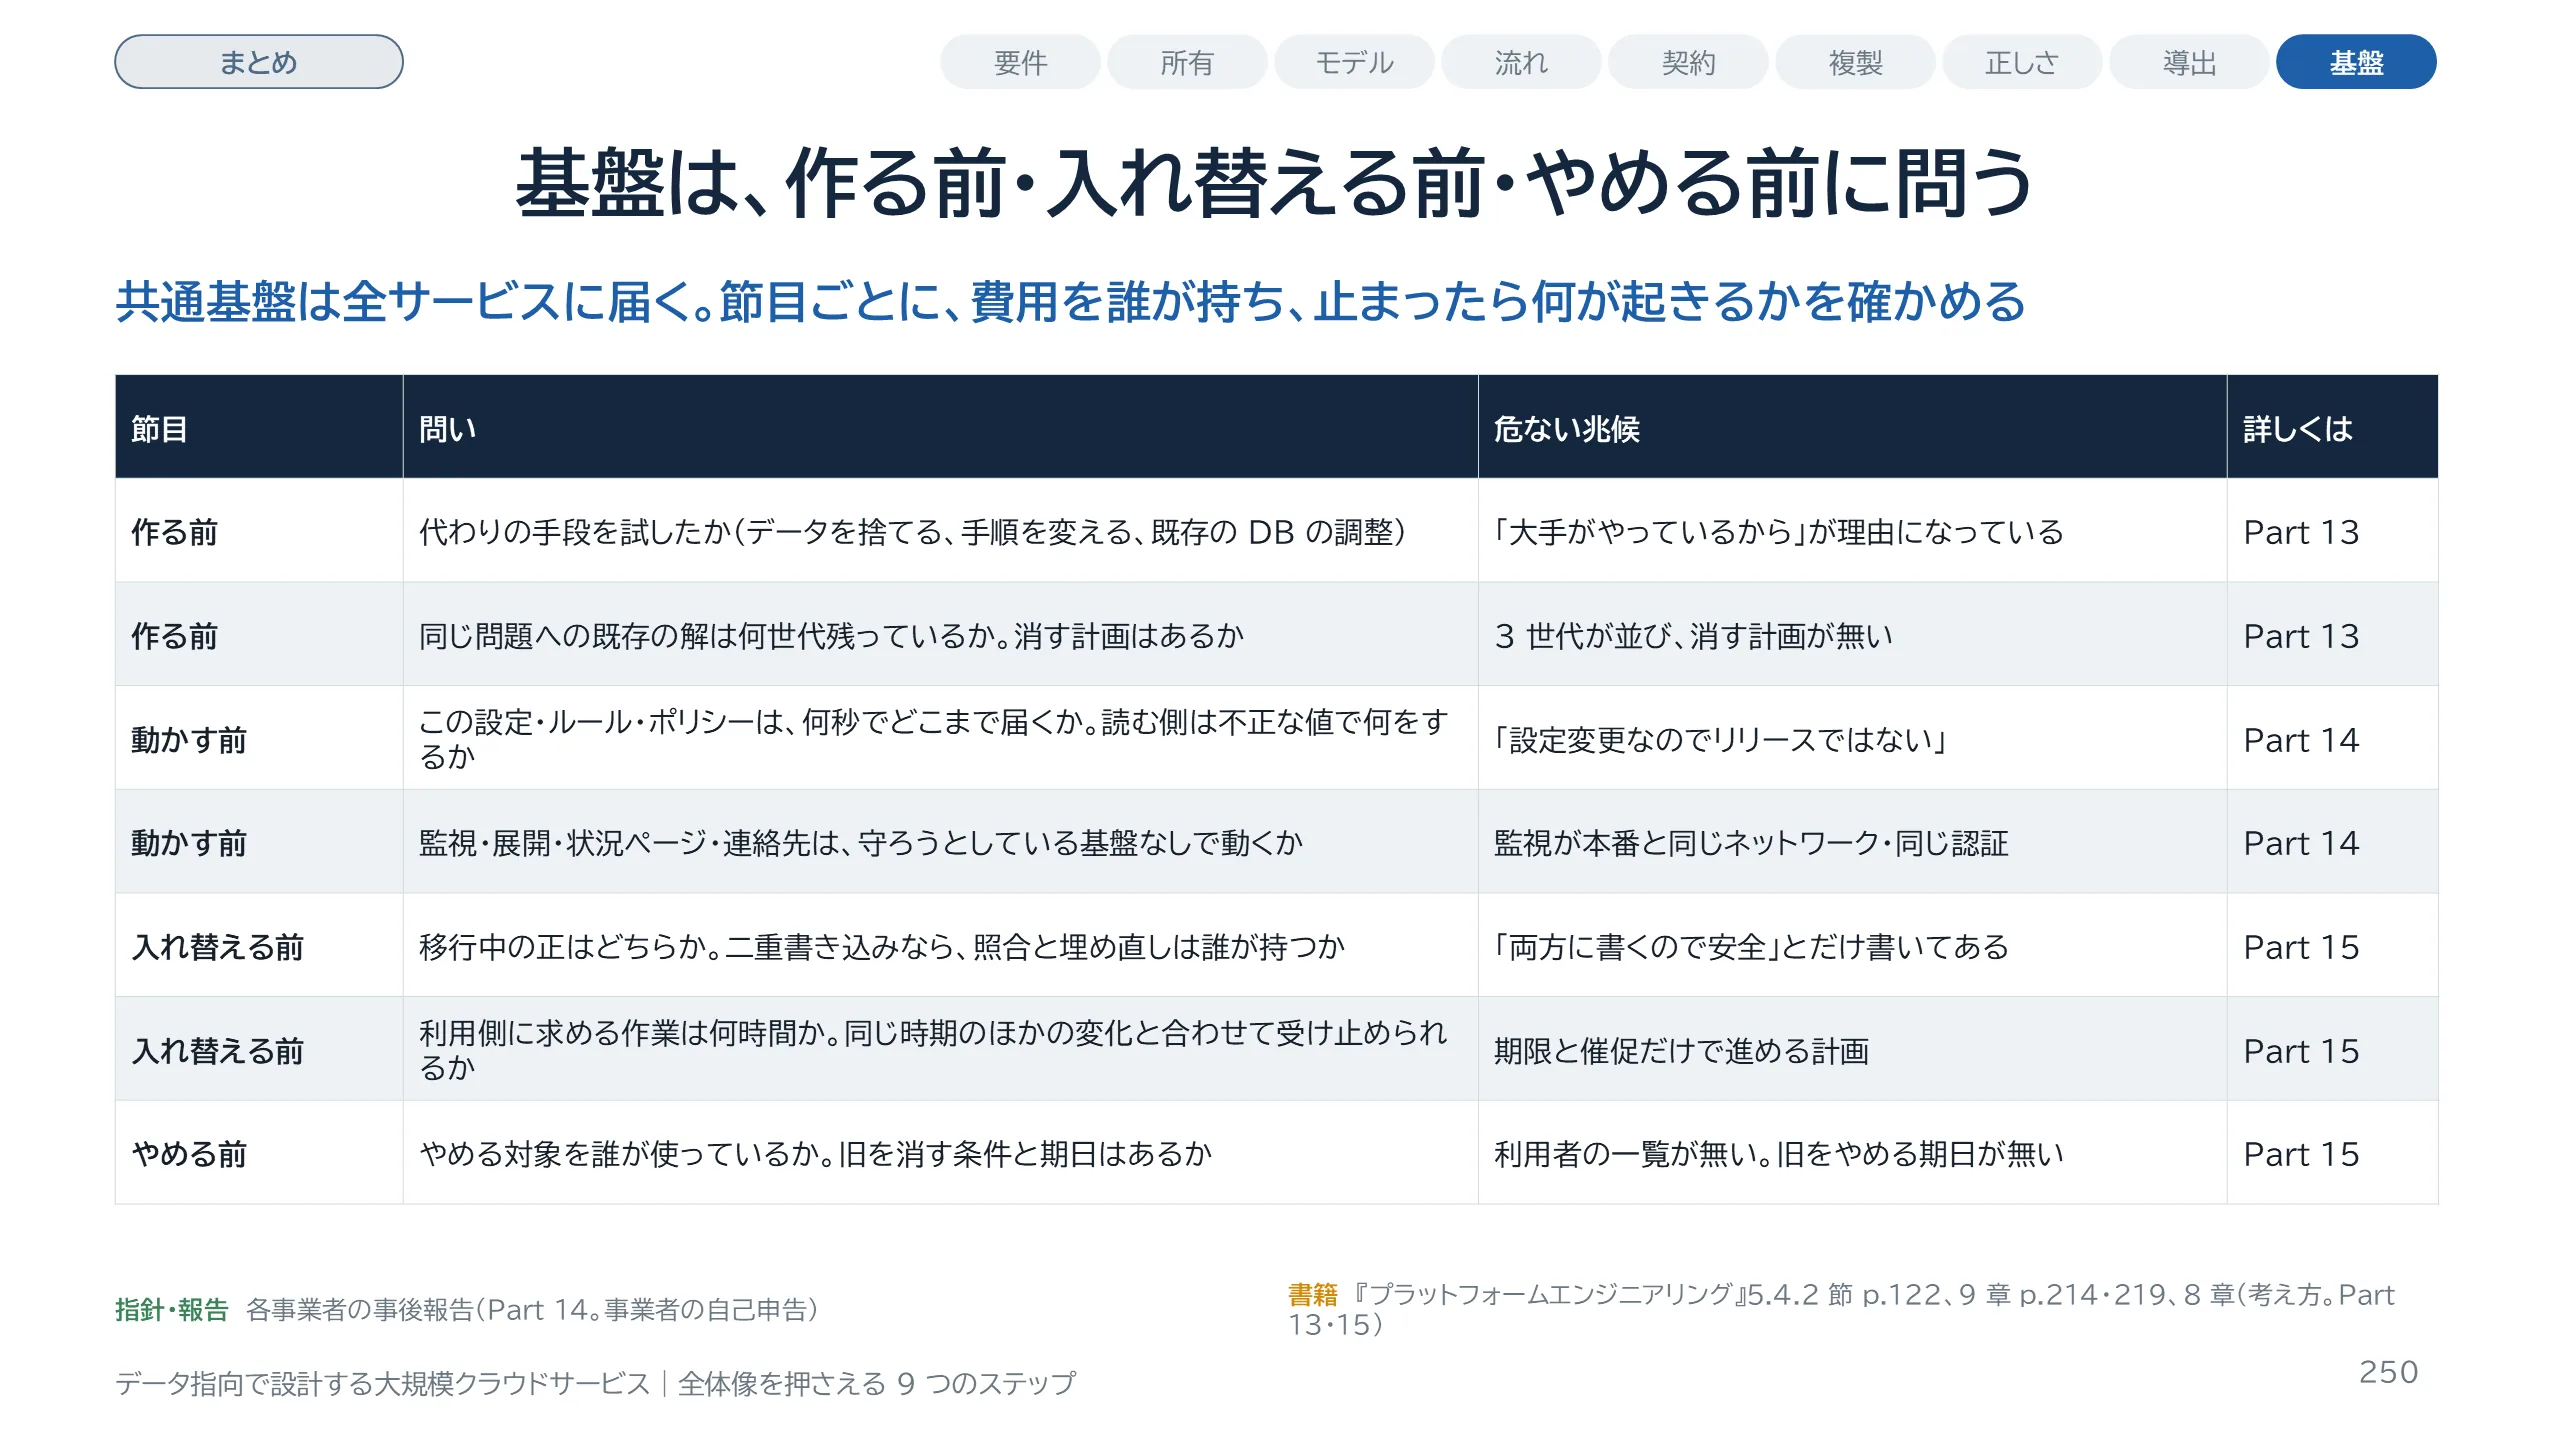 まとめ
要件 所有 モデル 流れ 契約 複製 正しさ 導出 基盤
基盤は、作る前・入れ替える前・やめる前に問う
共通基盤は全サービスに届く。節目ごとに、費用を誰が持ち、止まったら何が起きるかを確かめる
節目 問い 危ない兆候 詳しくは
作る前 代わりの手段を試したか（データを捨てる、手順を変える、既存の DB の調整） 「大手がやっているから」が理由になっている Part 13
作る前 同じ問題への既存の解は何世代残っているか。消す計画はあるか 3 世代が並び、消す計画が無い Part 13
動かす前 この設定・ルール・ポリシーは、何秒でどこまで届くか。読む側は不正な値で何をす
るか 「設定変更なのでリリースではない」 Part 14
動かす前 監視・展開・状況ページ・連絡先は、守ろうとしている基盤なしで動くか 監視が本番と同じネットワーク・同じ認証 Part 14
入れ替える前 移行中の正はどちらか。二重書き込みなら、照合と埋め直しは誰が持つか 「両方に書くので安全」とだけ書いてある Part 15
入れ替える前 利用側に求める作業は何時間か。同じ時期のほかの変化と合わせて受け止められ
るか 期限と催促だけで進める計画 Part 15
やめる前 やめる対象を誰が使っているか。旧を消す条件と期日はあるか 利用者の一覧が無い。旧をやめる期日が無い Part 15
指針・報告 各事業者の事後報告（Part 14。事業者の自己申告）
書籍 『プラットフォームエンジニアリング』5.4.2 節 p.122、9 章 p.214・219、8 章（考え方。Part
13・15）
データ指向で設計する大規模クラウドサービス｜全体像を押さえる 9 つのステップ
250